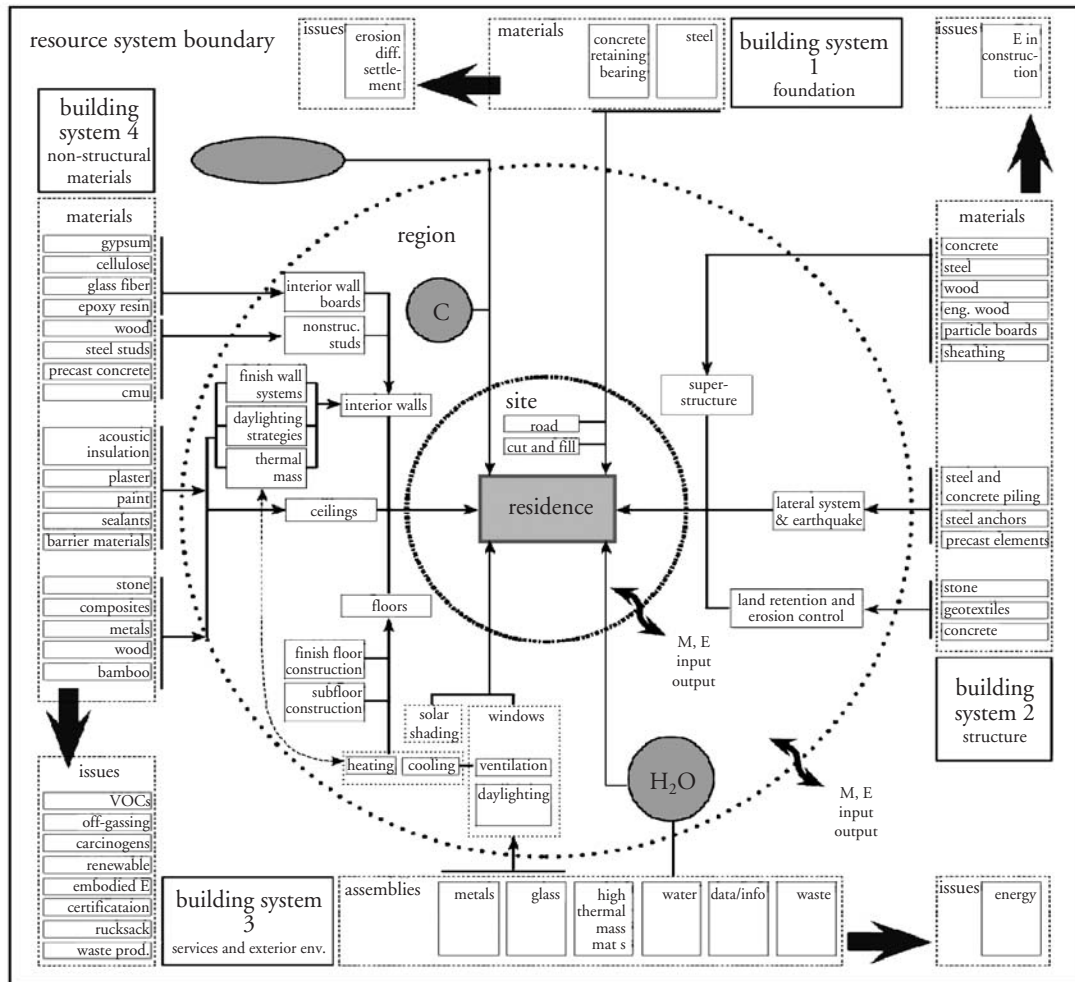 resource system boundary
issues
erosion
diff.
settle-
ment
materials
concrete
retaining
bearing
steel
building system
1
foundation
issues
E in
construc-
tion
building
system 4
non-structural
materials
materials
gypsum
cellulose
glass fiber
epoxy resin
wood
steel studs
precast concrete
cmu
acoustic
insulation
plaster
paint
sealants
barrier materials
stone
composites
metals
wood
bamboo
issues
VOCs
off-gassing
carcinogens
renewable
embodied E
certificataion
rucksack
waste prod.
region
C
interior wall
boards
nonstruc.
studs
finish wall
systems
daylighting
strategies
thermal
mass
interior walls
ceilings
floors
finish floor
construction
subfloor
construction
heating
cooling
solar
shading
windows
ventilation
daylighting
site
road
cut and fill
residence
super-
structure
lateral system
& earthquake
land retention and
erosion control
M, E
input
output
H₂O
M, E
input
output
materials
concrete
steel
wood
eng. wood
particle boards
sheathing
steel and
concrete piling
steel anchors
precast elements
stone
geotextiles
concrete
building
system 2
structure
building system
3
services and exterior env.
assemblies
metals
glass
high
thermal
mass
mat s
water
data/info
waste
issues
energy